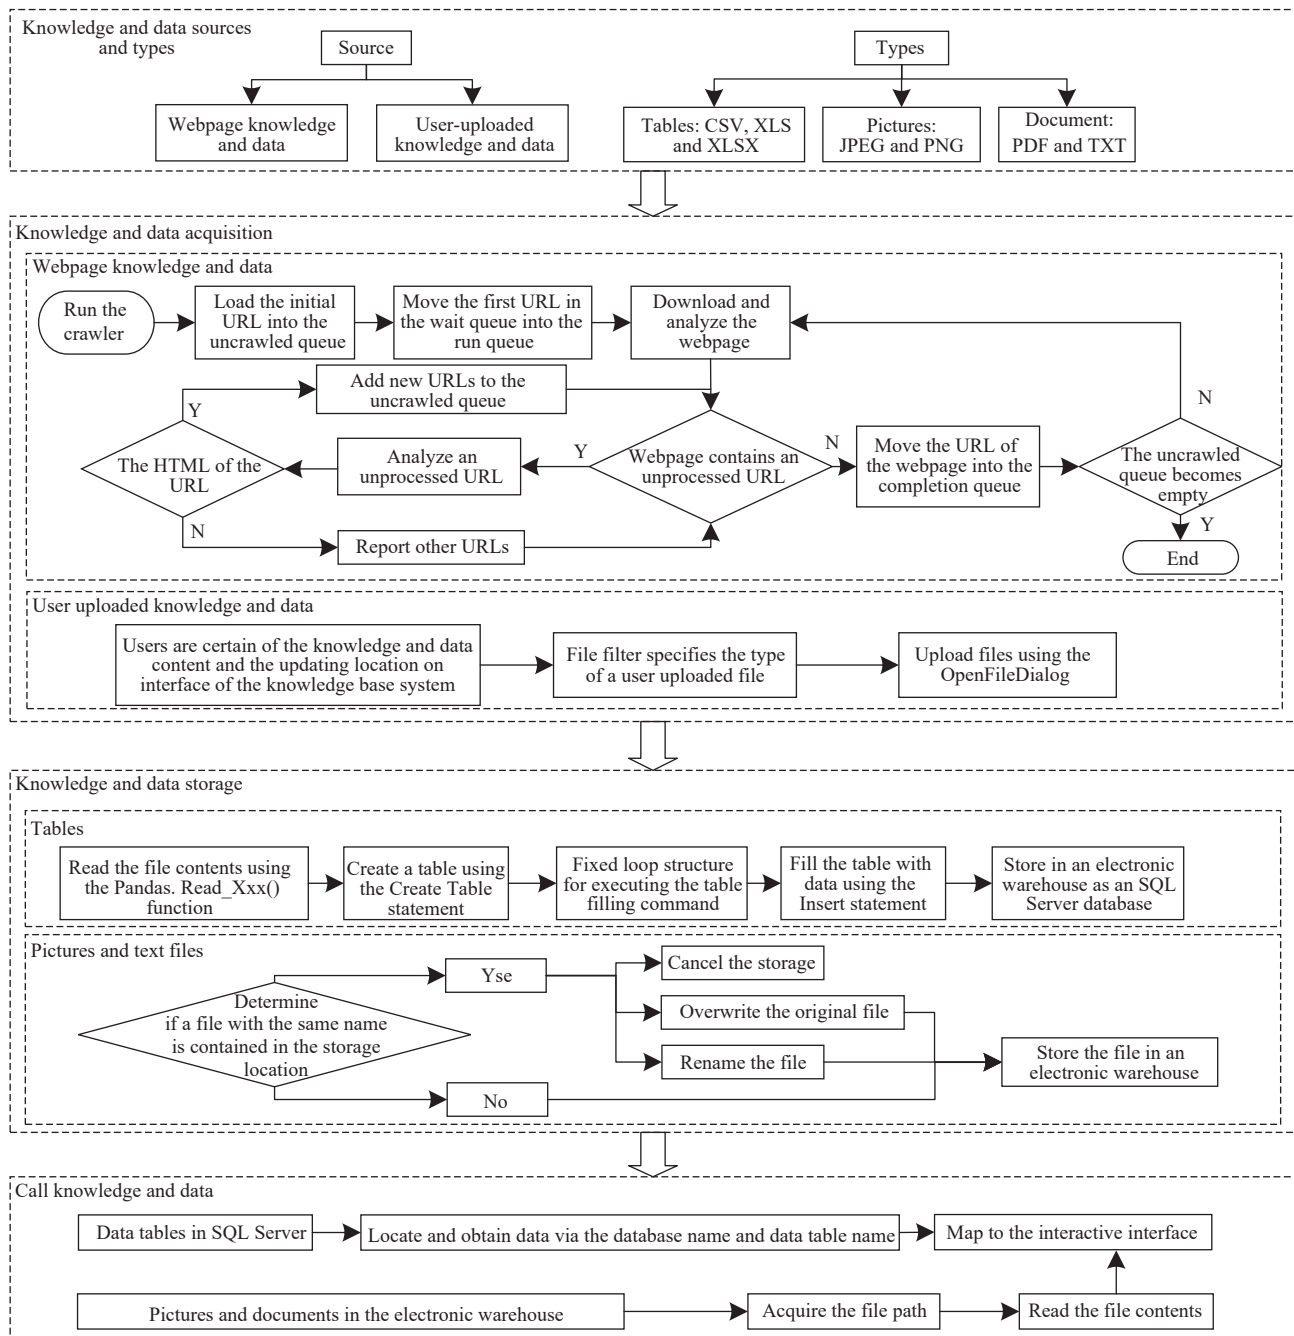 Knowledge and data sources
and types
Source
Types
Webpage knowledge
and data
User-uploaded
knowledge and data
Tables: CSV, XLS
and XLSX
Pictures:
JPEG and PNG
Document:
PDF and TXT
Knowledge and data acquisition
Webpage knowledge and data
Run the
crawler
Load the initial
URL into the
uncrawled queue
Move the first URL in
the wait queue into the
run queue
Download and
analyze the
webpage
Add new URLs to the
uncrawled queue
Y
N
The HTML of the
URL
Analyze an
unprocessed URL
Y
Webpage contains an
unprocessed URL
N
Move the URL of
the webpage into the
completion queue
The uncrawled
queue becomes
empty
N
Report other URLs
Y
End
User uploaded knowledge and data
Users are certain of the knowledge and data
content and the updating location on
interface of the knowledge base system
File filter specifies the type
of a user uploaded file
Upload files using the
OpenFileDialog
Knowledge and data storage
Tables
Read the file contents using
the Pandas. Read_Xxx()
function
Create a table using
the Create Table
statement
Fixed loop structure
for executing the table
filling command
Fill the table with
data using the
Insert statement
Store in an electronic
warehouse as an SQL
Server database
Pictures and text files
Determine
if a file with the same name
is contained in the storage
location
Yse
Cancel the storage
Overwrite the original file
Rename the file
No
Store the file in an
electronic warehouse
Call knowledge and data
Data tables in SQL Server
Locate and obtain data via the database name and data table name
Map to the interactive interface
Pictures and documents in the electronic warehouse
Acquire the file path
Read the file contents